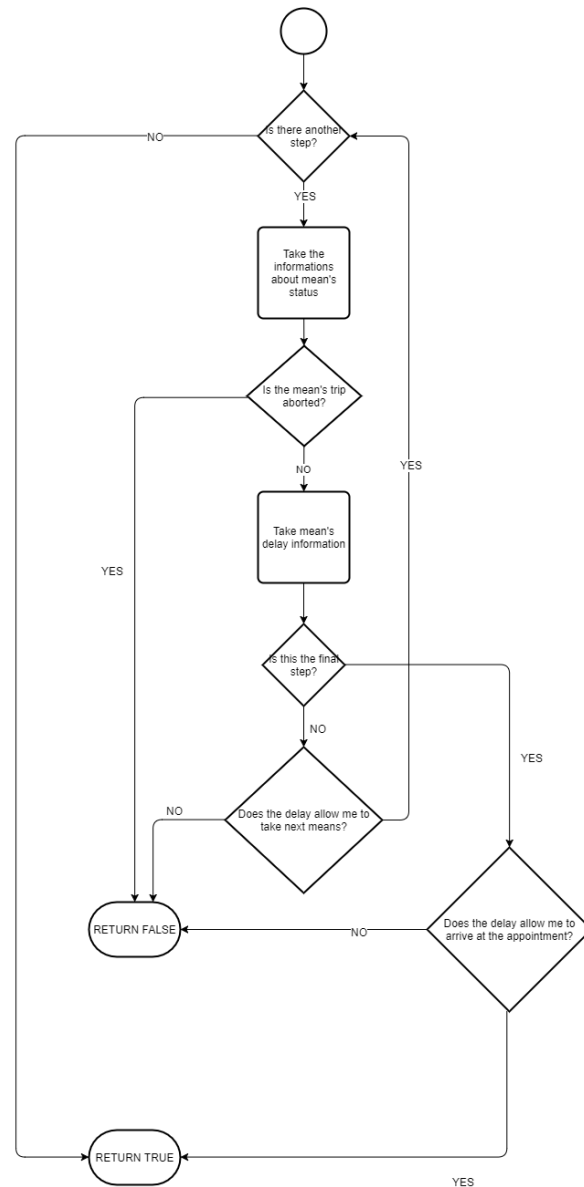 Is there another
step?
NO
YES
Take the
informations
about mean's
status
Is the mean's trip
aborted?
YES
NO
YES
Take mean's
delay information
Is this the final
step?
NO
YES
Does the delay allow me to
take next means?
NO
RETURN FALSE
NO
Does the delay allow me to
arrive at the appointment?
RETURN TRUE
YES